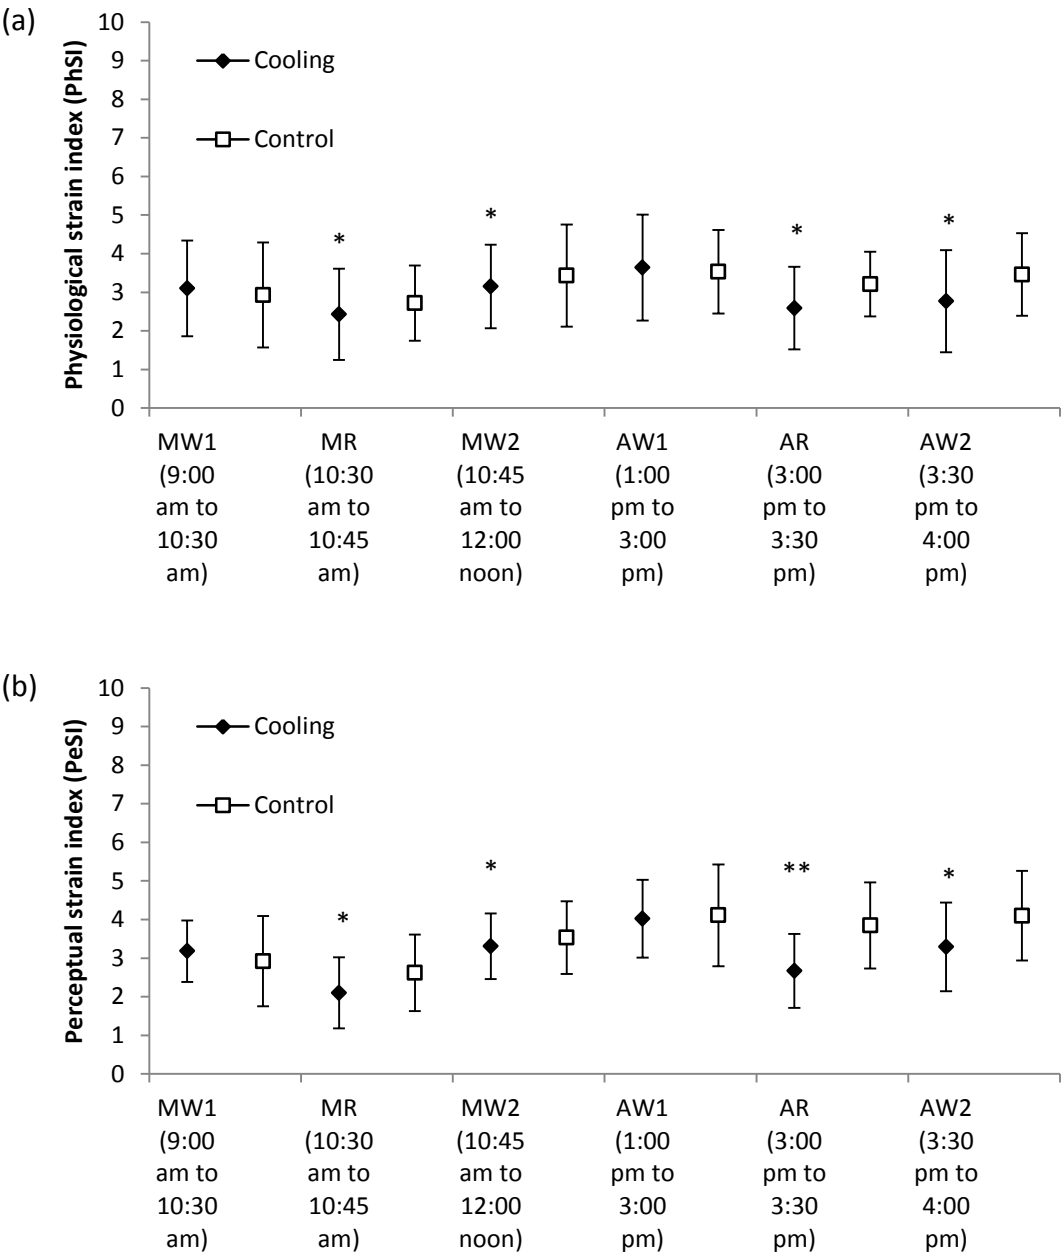 (a)
Physiological strain index (PhSI)
10
9
8
7
6
5
4
3
2
1
0
Cooling
Control
*
*
*
*
MW1 (9:00 am to 10:30 am)
MR (10:30 am to 10:45 am)
MW2 (10:45 am to 12:00 noon)
AW1 (1:00 pm to 3:00 pm)
AR (3:00 pm to 3:30 pm)
AW2 (3:30 pm to 4:00 pm)
(b)
Perceptual strain index (PeSI)
10
9
8
7
6
5
4
3
2
1
0
Cooling
Control
*
*
**
*
MW1 (9:00 am to 10:30 am)
MR (10:30 am to 10:45 am)
MW2 (10:45 am to 12:00 noon)
AW1 (1:00 pm to 3:00 pm)
AR (3:00 pm to 3:30 pm)
AW2 (3:30 pm to 4:00 pm)